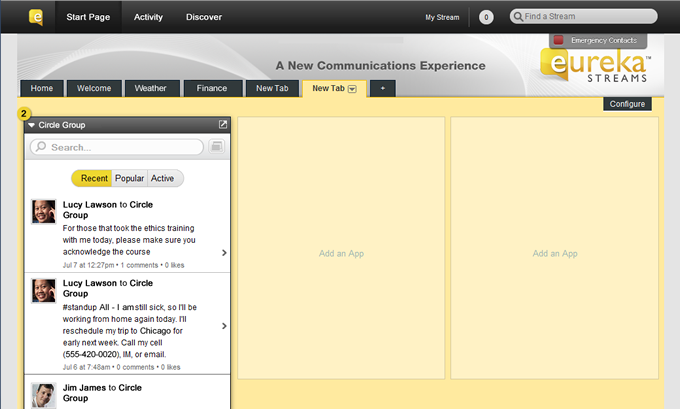 e Start Page Activity Discover My Stream 0 Find a Stream
Emergency Contacts
A New Communications Experience
eureka™
STREAMS
Home Welcome Weather Finance New Tab New Tab +
Configure
2
Circle Group
Search...
Recent Popular Active
Lucy Lawson to Circle
Group
For those that took the ethics training
with me today, please make sure you
acknowledge the course
Jul 7 at 12:27pm • 1 comments • 0 likes
Lucy Lawson to Circle
Group
#standup All - I am still sick, so I'll be
working from home again today. I'll
reschedule my trip to Chicago for
early next week. Call my cell
(555-420-0020), IM, or email.
Jul 6 at 7:48am • 0 comments • 0 likes
Jim James to Circle
Group
Add an App
Add an App